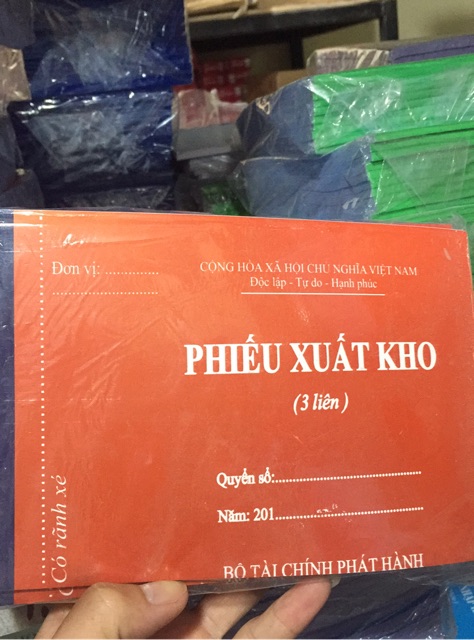 Đơn vị: ..............
............................
CỘNG HÒA XÃ HỘI CHỦ NGHĨA VIỆT NAM
Độc lập - Tự do - Hạnh phúc
PHIẾU XUẤT KHO
(3 liên)
Quyển số:..............................................
Năm: 201..............................................
BỘ TÀI CHÍNH PHÁT HÀNH
Có rãnh xé